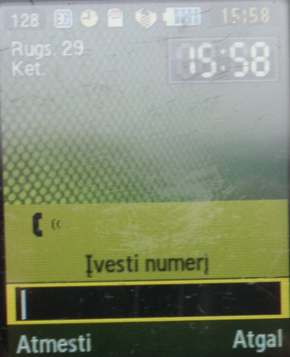 128 15:58
Rugs. 29
Ket.
15:58
Įvesti numerį
Atmesti Atgal